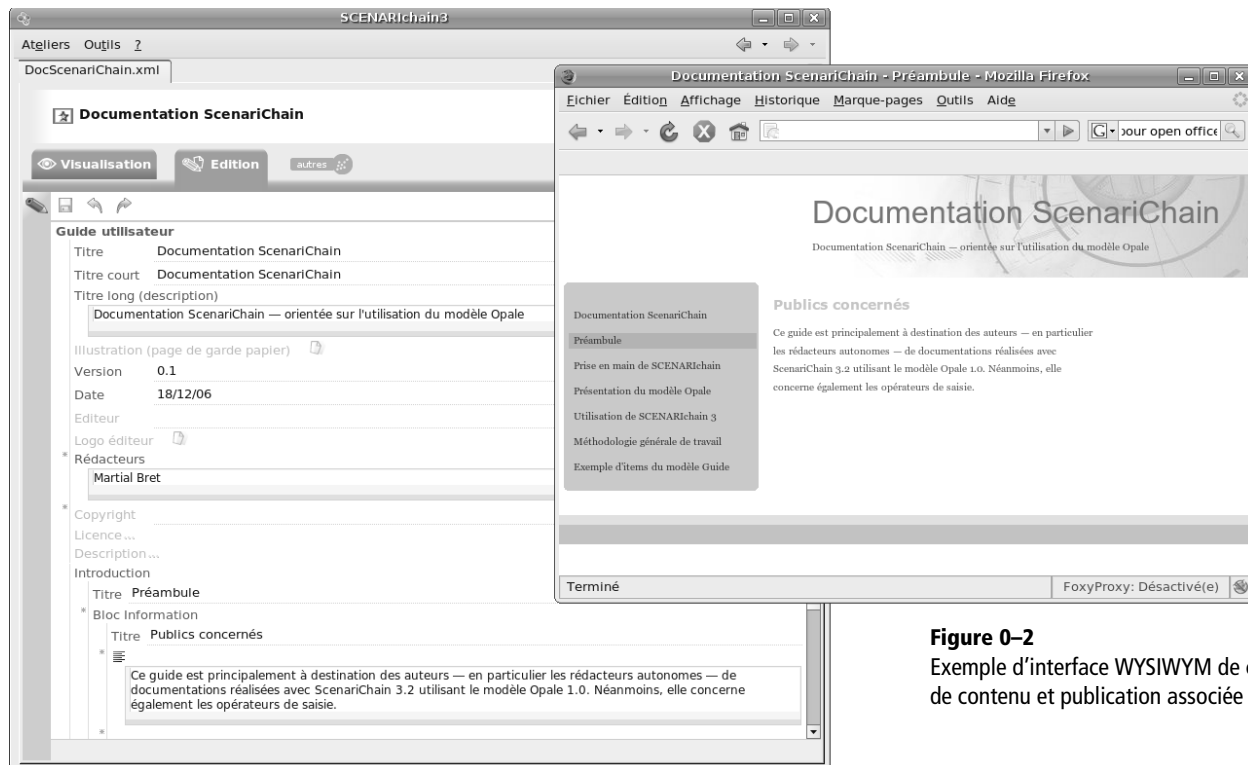 SCENARIchain3
Ateliers Outils ?
DocScenariChain.xml
Documentation ScenariChain
Visualisation Edition autres
Guide utilisateur
Titre Documentation ScenariChain
Titre court Documentation ScenariChain
Titre long (description)
Documentation ScenariChain — orientée sur l'utilisation du modèle Opale
Illustration (page de garde papier)
Version 0.1
Date 18/12/06
Editeur
Logo éditeur
* Rédacteurs
Martial Bret
* Copyright
Licence...
Description...
Introduction
Titre Préambule
* Bloc Information
Titre Publics concernés
*
Ce guide est principalement à destination des auteurs — en particulier les rédacteurs autonomes — de
documentations réalisées avec ScenariChain 3.2 utilisant le modèle Opale 1.0. Néanmoins, elle concerne
également les opérateurs de saisie.
*
Documentation ScenariChain - Préambule - Mozilla Firefox
Fichier Édition Affichage Historique Marque-pages Outils Aide
G pour open office
Documentation ScenariChain
Documentation ScenariChain — orientée sur l'utilisation du modèle Opale
Documentation ScenariChain
Préambule
Prise en main de SCENARIchain
Présentation du modèle Opale
Utilisation de SCENARIchain 3
Méthodologie générale de travail
Exemple d'items du modèle Guide
Publics concernés
Ce guide est principalement à destination des auteurs — en particulier
les rédacteurs autonomes — de documentations réalisées avec
ScenariChain 3.2 utilisant le modèle Opale 1.0. Néanmoins, elle
concerne également les opérateurs de saisie.
Terminé FoxyProxy: Désactivé(e)
Figure 0–2
Exemple d'interface WYSIWYM de
de contenu et publication associée